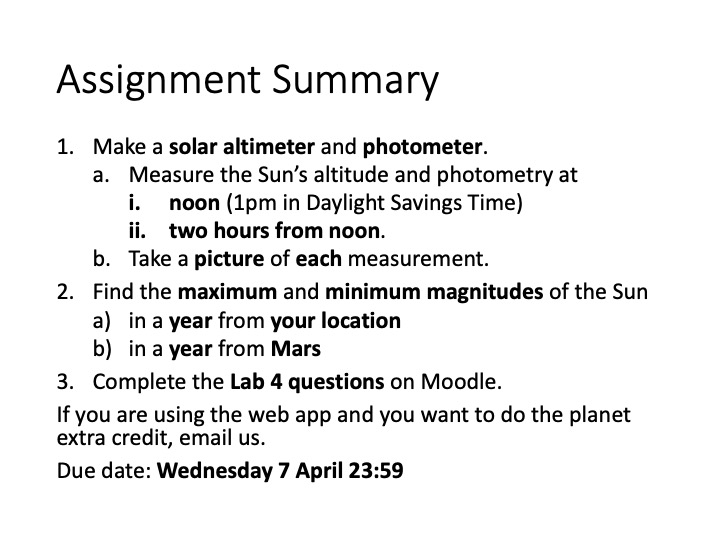 Assignment Summary
1. Make a solar altimeter and photometer.
a. Measure the Sun’s altitude and photometry at
i. noon (1pm in Daylight Savings Time)
ii. two hours from noon.
b. Take a picture of each measurement.
2. Find the maximum and minimum magnitudes of the Sun
a) in a year from your location
b) in a year from Mars
3. Complete the Lab 4 questions on Moodle.
If you are using the web app and you want to do the planet
extra credit, email us.
Due date: Wednesday 7 April 23:59